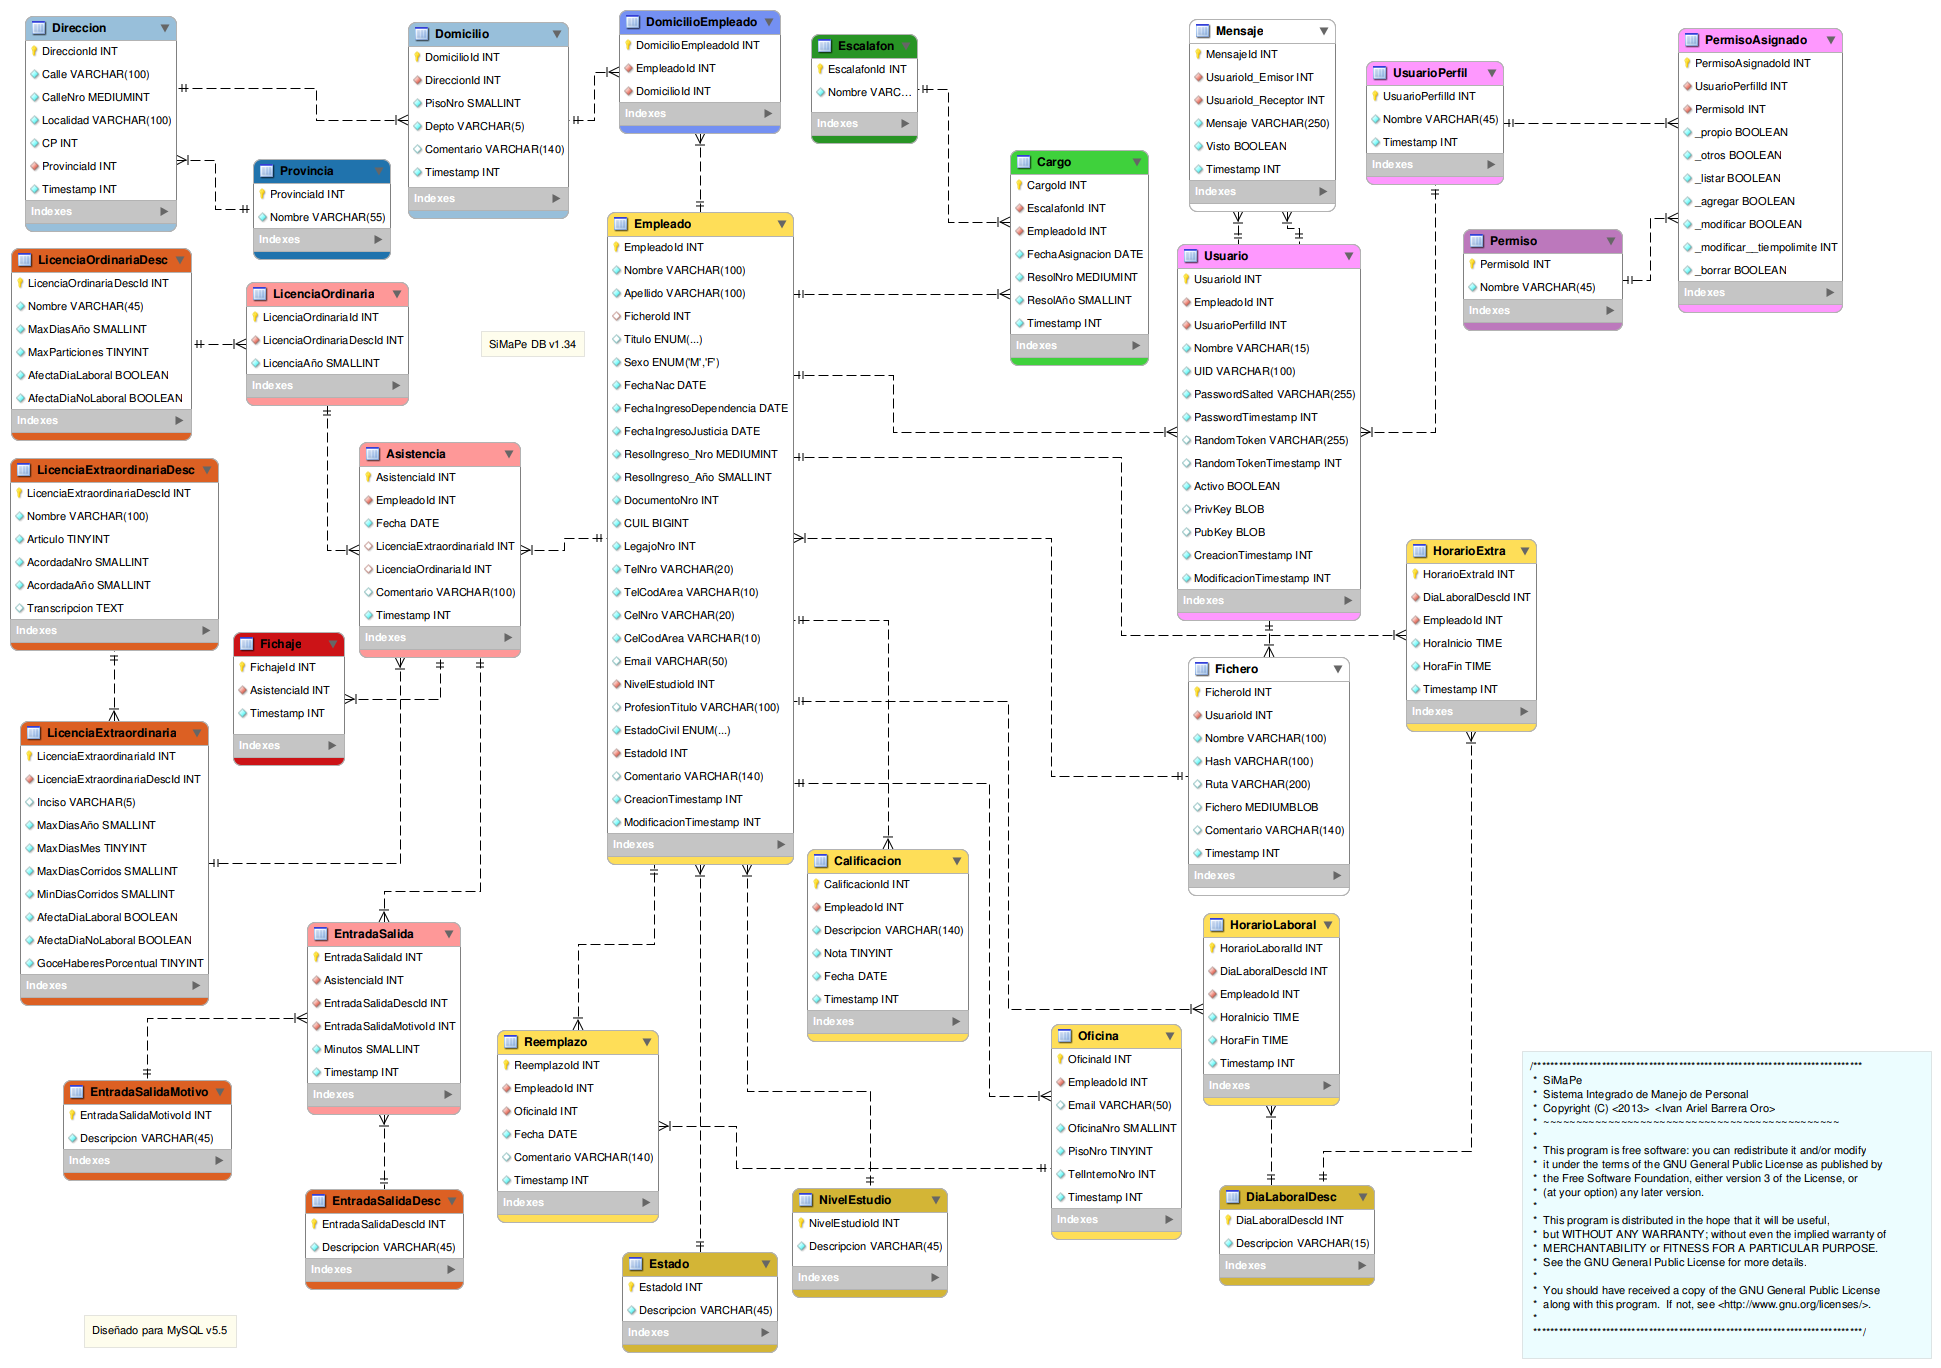 Direccion
DireccionId INT
Calle VARCHAR(100)
CalleNro MEDIUMINT
Localidad VARCHAR(100)
CP INT
ProvinciaId INT
Timestamp INT
Indexes
Provincia
ProvinciaId INT
Nombre VARCHAR(55)
Indexes
Domicilio
DomicilioId INT
DireccionId INT
PisoNro SMALLINT
Depto VARCHAR(5)
Comentario VARCHAR(140)
Timestamp INT
Indexes
DomicilioEmpleado
DomicilioEmpleadoId INT
EmpleadoId INT
DomicilioId INT
Indexes
Escalafon
EscalafonId INT
Nombre VARC...
Indexes
Cargo
CargoId INT
EscalafonId INT
EmpleadoId INT
FechaAsignacion DATE
ResolNro MEDIUMINT
ResolAño SMALLINT
Timestamp INT
Indexes
Mensaje
MensajeId INT
UsuarioId_Emisor INT
UsuarioId_Receptor INT
Mensaje VARCHAR(250)
Visto BOOLEAN
Timestamp INT
Indexes
UsuarioPerfil
UsuarioPerfilId INT
Nombre VARCHAR(45)
Timestamp INT
Indexes
PermisoAsignado
PermisoAsignadoId INT
UsuarioPerfilId INT
PermisoId INT
_propio BOOLEAN
_otros BOOLEAN
_listar BOOLEAN
_agregar BOOLEAN
_modificar BOOLEAN
_modificar__tiempolimite INT
_borrar BOOLEAN
Indexes
Permiso
PermisoId INT
Nombre VARCHAR(45)
Indexes
LicenciaOrdinariaDesc
LicenciaOrdinariaDescId INT
Nombre VARCHAR(45)
MaxDiasAño SMALLINT
MaxParticiones TINYINT
AfectaDiaLaboral BOOLEAN
AfectaDiaNoLaboral BOOLEAN
Indexes
LicenciaOrdinaria
LicenciaOrdinariaId INT
LicenciaOrdinariaDescId INT
LicenciaAño SMALLINT
Indexes
SiMaPe DB v1.34
Empleado
EmpleadoId INT
Nombre VARCHAR(100)
Apellido VARCHAR(100)
FicheroId INT
Titulo ENUM(...)
Sexo ENUM('M','F')
FechaNac DATE
FechaIngresoDependencia DATE
FechaIngresoJusticia DATE
ResolIngreso_Nro MEDIUMINT
ResolIngreso_Año SMALLINT
DocumentoNro INT
CUIL BIGINT
LegajoNro INT
TelNro VARCHAR(20)
TelCodArea VARCHAR(10)
CelNro VARCHAR(20)
CelCodArea VARCHAR(10)
Email VARCHAR(50)
NivelEstudioId INT
ProfesionTitulo VARCHAR(100)
EstadoCivil ENUM(...)
EstadoId INT
Comentario VARCHAR(140)
CreacionTimestamp INT
ModificacionTimestamp INT
Indexes
Usuario
UsuarioId INT
EmpleadoId INT
UsuarioPerfilId INT
Nombre VARCHAR(15)
UID VARCHAR(100)
PasswordSalted VARCHAR(255)
PasswordTimestamp INT
RandomToken VARCHAR(255)
RandomTokenTimestamp INT
Activo BOOLEAN
PrivKey BLOB
PubKey BLOB
CreacionTimestamp INT
ModificacionTimestamp INT
Indexes
LicenciaExtraordinariaDesc
LicenciaExtraordinariaDescId INT
Nombre VARCHAR(100)
Articulo TINYINT
AcordadaNro SMALLINT
AcordadaAño SMALLINT
Transcripcion TEXT
Indexes
Asistencia
AsistenciaId INT
EmpleadoId INT
Fecha DATE
LicenciaExtraordinariaId INT
LicenciaOrdinariaId INT
Comentario VARCHAR(100)
Timestamp INT
Indexes
Fichaje
FichajeId INT
AsistenciaId INT
Timestamp INT
Indexes
HorarioExtra
HorarioExtraId INT
DiaLaboralDescId INT
EmpleadoId INT
HoraInicio TIME
HoraFin TIME
Timestamp INT
Indexes
Fichero
FicheroId INT
UsuarioId INT
Nombre VARCHAR(100)
Hash VARCHAR(100)
Ruta VARCHAR(200)
Fichero MEDIUMBLOB
Comentario VARCHAR(140)
Timestamp INT
Indexes
LicenciaExtraordinaria
LicenciaExtraordinariaId INT
LicenciaExtraordinariaDescId INT
Inciso VARCHAR(5)
MaxDiasAño SMALLINT
MaxDiasMes TINYINT
MaxDiasCorridos SMALLINT
MinDiasCorridos SMALLINT
AfectaDiaLaboral BOOLEAN
AfectaDiaNoLaboral BOOLEAN
GoceHaberesPorcentual TINYINT
Indexes
Calificacion
CalificacionId INT
EmpleadoId INT
Descripcion VARCHAR(140)
Nota TINYINT
Fecha DATE
Timestamp INT
Indexes
EntradaSalida
EntradaSalidaId INT
AsistenciaId INT
EntradaSalidaDescId INT
EntradaSalidaMotivoId INT
Minutos SMALLINT
Timestamp INT
Indexes
HorarioLaboral
HorarioLaboralId INT
DiaLaboralDescId INT
EmpleadoId INT
HoraInicio TIME
HoraFin TIME
Timestamp INT
Indexes
Reemplazo
ReemplazoId INT
EmpleadoId INT
OficinaId INT
Fecha DATE
Comentario VARCHAR(140)
Timestamp INT
Indexes
Oficina
OficinaId INT
EmpleadoId INT
Email VARCHAR(50)
OficinaNro SMALLINT
PisoNro TINYINT
TelInternoNro INT
Timestamp INT
Indexes
EntradaSalidaMotivo
EntradaSalidaMotivoId INT
Descripcion VARCHAR(45)
Indexes
EntradaSalidaDesc
EntradaSalidaDescId INT
Descripcion VARCHAR(45)
Indexes
NivelEstudio
NivelEstudioId INT
Descripcion VARCHAR(45)
Indexes
DiaLaboralDesc
DiaLaboralDescId INT
Descripcion VARCHAR(15)
Indexes
Estado
EstadoId INT
Descripcion VARCHAR(45)
Indexes
Diseñado para MySQL v5.5
/*****************************************************************************
* SiMaPe
* Sistema Integrado de Manejo de Personal
* Copyright (C) <2013> <Ivan Ariel Barrera Oro>
* ~~~~~~~~~~~~~~~~~~~~~~~~~~~~~~~~~~~~~~~~~~~~~
*
* This program is free software: you can redistribute it and/or modify
* it under the terms of the GNU General Public License as published by
* the Free Software Foundation, either version 3 of the License, or
* (at your option) any later version.
*
* This program is distributed in the hope that it will be useful,
* but WITHOUT ANY WARRANTY; without even the implied warranty of
* MERCHANTABILITY or FITNESS FOR A PARTICULAR PURPOSE.
* See the GNU General Public License for more details.
*
* You should have received a copy of the GNU General Public License
* along with this program. If not, see <http://www.gnu.org/licenses/>.
*
*****************************************************************************/